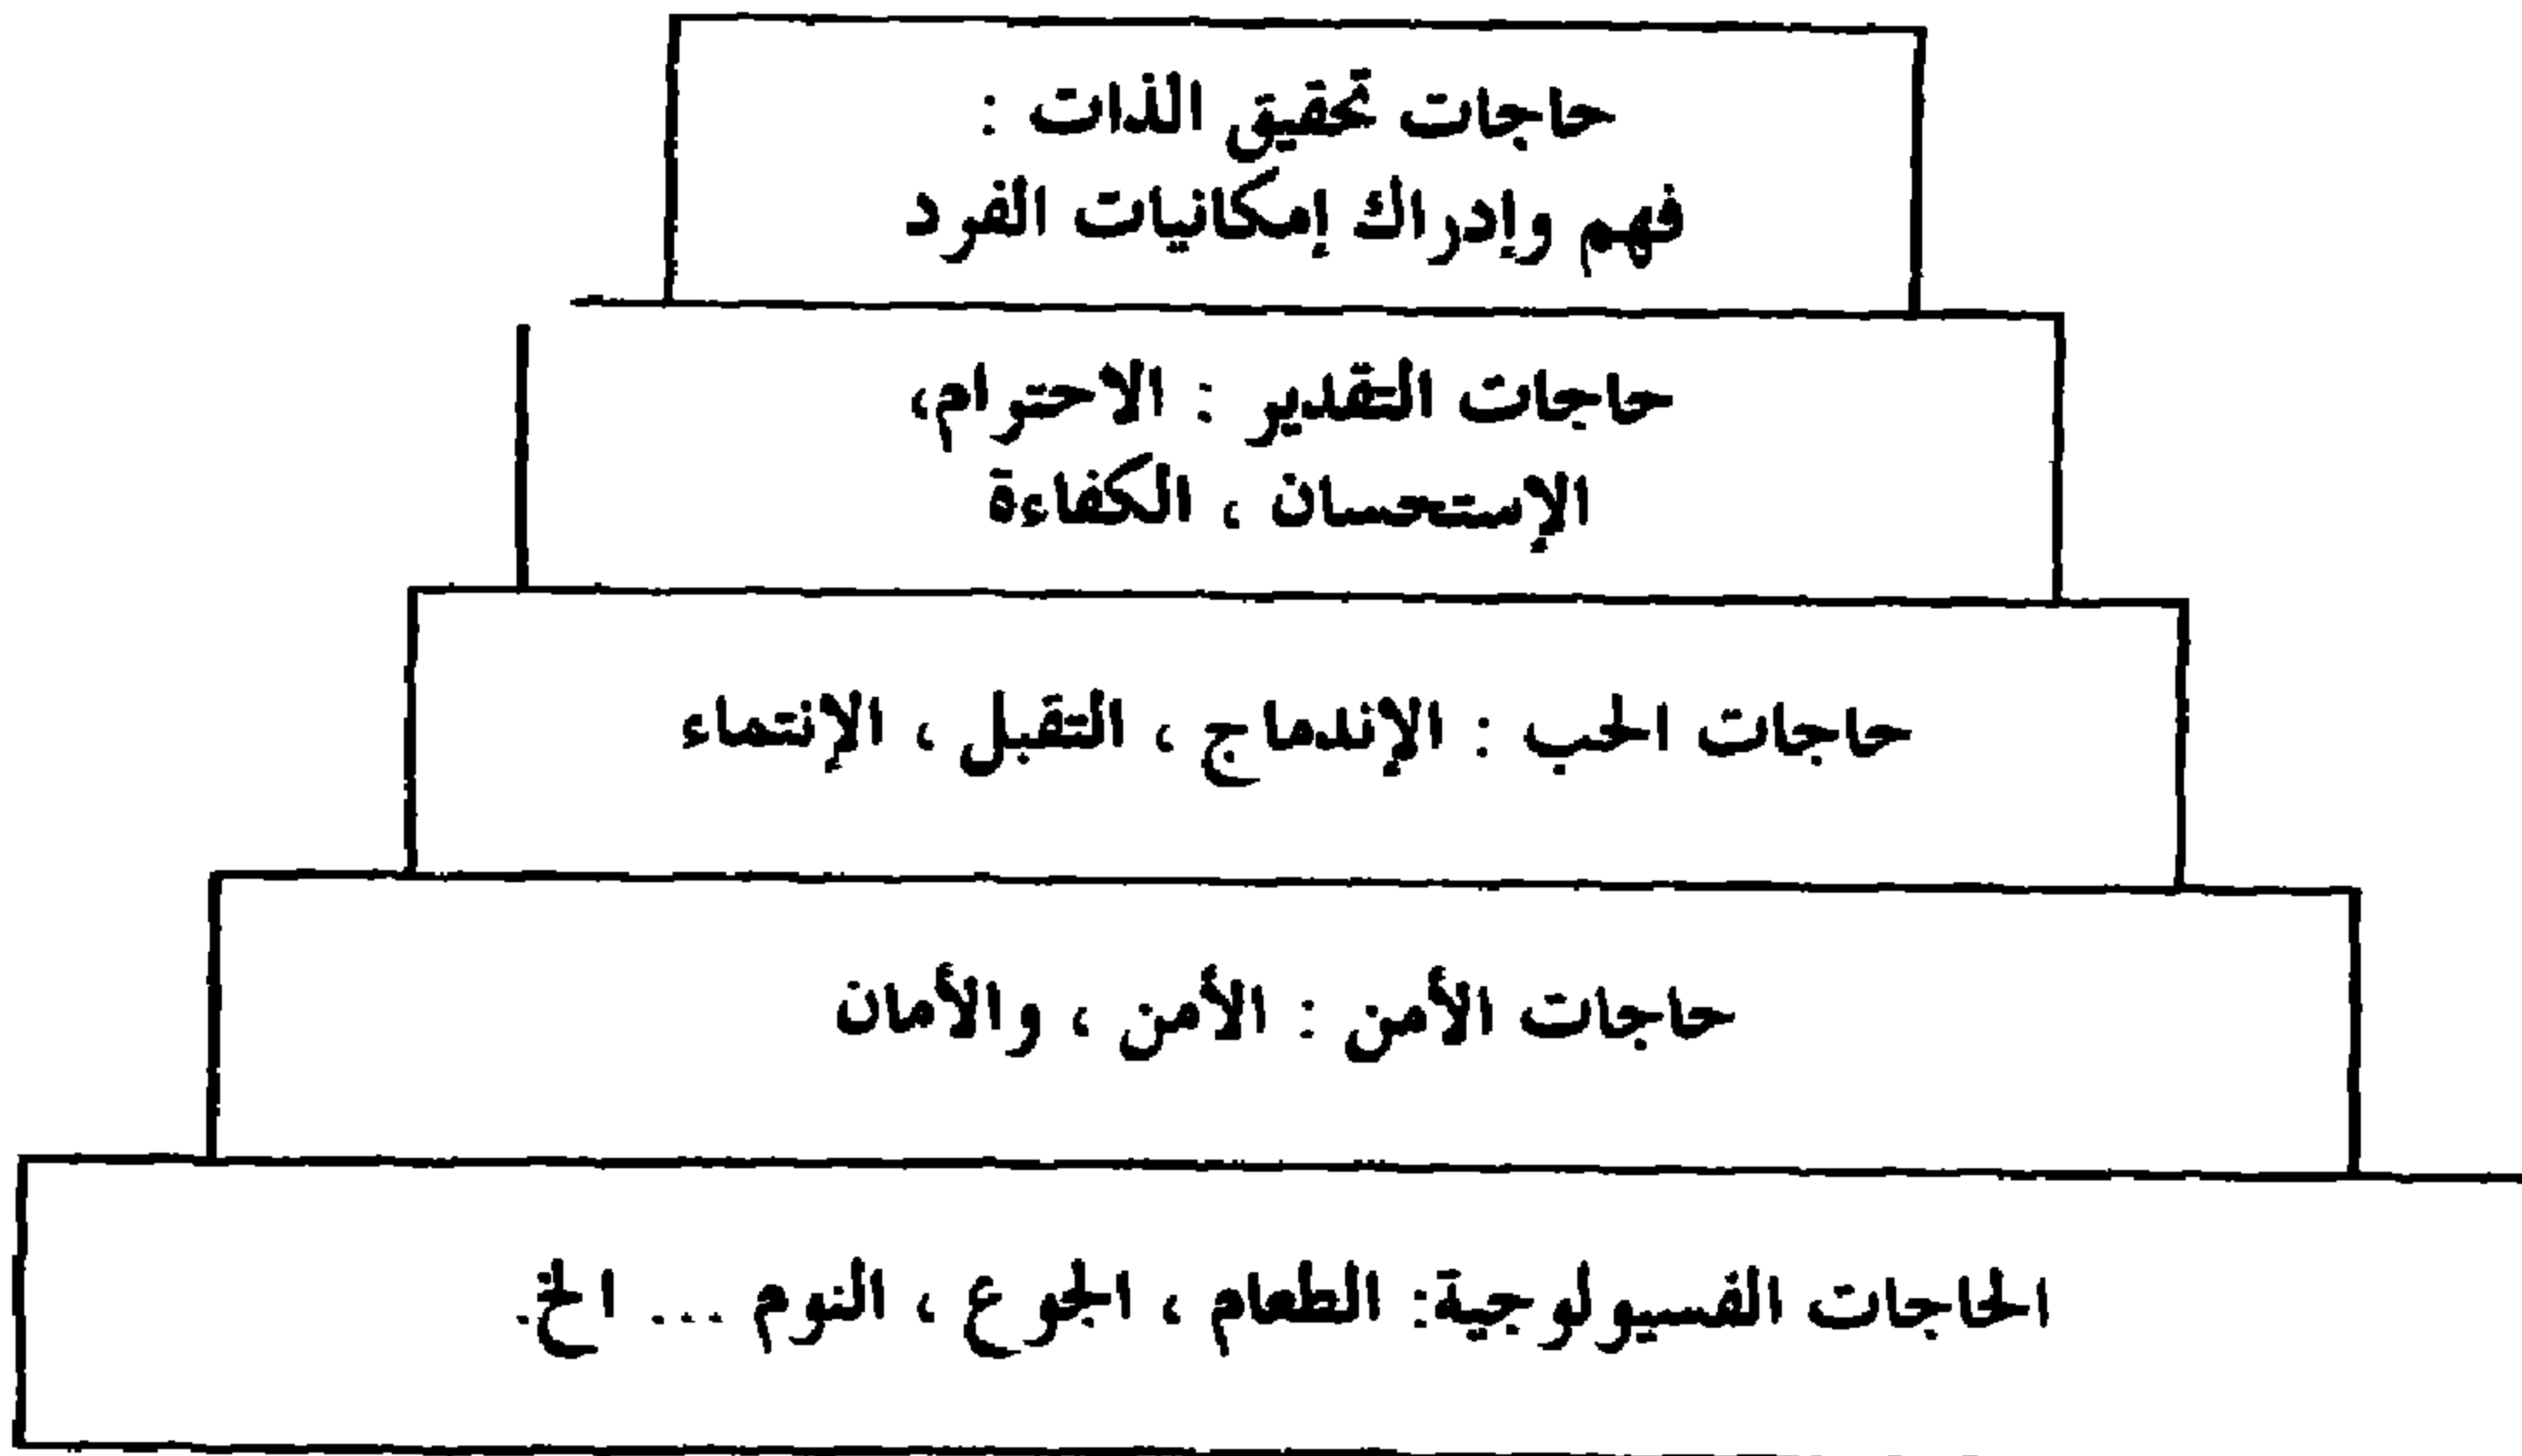 حاجات تحقيق الذات :
فهم وإدراك إمكانيات الفرد
حاجات التقدير : الاحترام،
الإستحسان ، الكفاءة
حاجات الحب : الإندماج ، التقبل ، الإنتماء
حاجات الأمن : الأمن ، والأمان
الحاجات الفسيولوجية: الطعام ، الجوع ، النوم ... الخ.